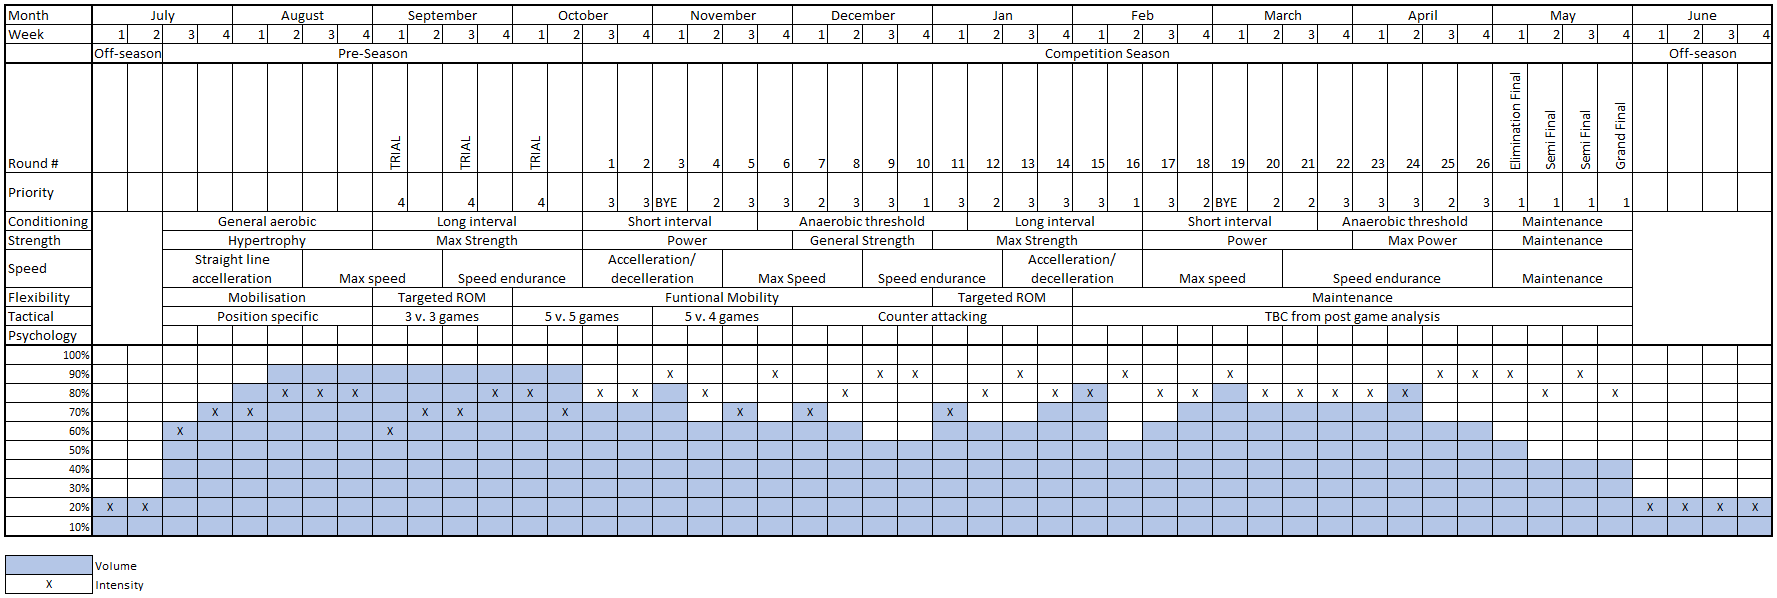 Month July August September October November December Jan Feb March April May June
Week 1 2 3 4 1 2 3 4 1 2 3 4 1 2 3 4 1 2 3 4 1 2 3 4 1 2 3 4 1 2 3 4 1 2 3 4 1 2 3 4 1 2 3 4 1 2 3 4
Off-season Pre-Season Competition Season Off-season
Round # TRIAL TRIAL TRIAL 1 2 3 4 5 6 7 8 9 10 11 12 13 14 15 16 17 18 19 20 21 22 23 24 25 26 Elimination Final Semi Final Semi Final Grand Final
Priority 4 4 4 3 3 BYE 2 3 3 2 3 3 1 3 2 3 3 3 1 3 2 BYE 2 2 3 3 3 2 3 1 1 1 1
Conditioning General aerobic Long interval Short interval Anaerobic threshold Long interval Short interval Anaerobic threshold Maintenance
Strength Hypertrophy Max Strength Power General Strength Max Strength Power Max Power Maintenance
Speed Straight line accelleration Max speed Speed endurance Accelleration/ decelleration Max Speed Speed endurance Accelleration/ decelleration Max speed Speed endurance Maintenance
Flexibility Mobilisation Targeted ROM Funtional Mobility Targeted ROM Maintenance
Tactical Position specific 3 v. 3 games 5 v. 5 games 5 v. 4 games Counter attacking TBC from post game analysis
Psychology
100%
90% X X X X X X X X X X X
80% X X X X X X X X X X X X X X X X X X X X X
70% X X X X X X X X
60% X X
50%
40%
30%
20% X X X X X X
10%
Volume
X Intensity